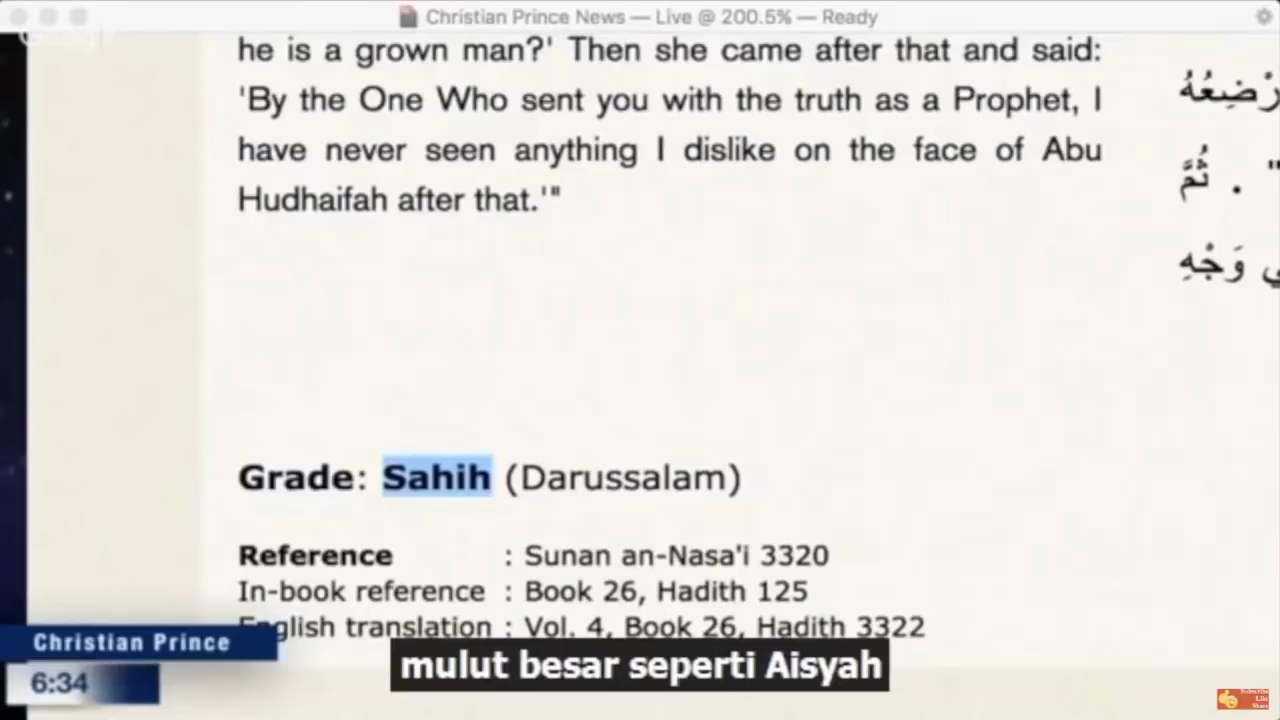 Christian Prince News — Live @ 200.5% — Ready
he is a grown man?' Then she came after that and said:
'By the One Who sent you with the truth as a Prophet, I
have never seen anything I dislike on the face of Abu
Hudhaifah after that.'"
ثُمَّ . "
وَجْهِ
Grade: Sahih (Darussalam)
Reference : Sunan an-Nasa'i 3320
In-book reference : Book 26, Hadith 125
English translation : Vol. 4, Book 26, Hadith 3322
Christian Prince
6:34
mulut besar seperti Aisyah
Subscribe
Like
Share